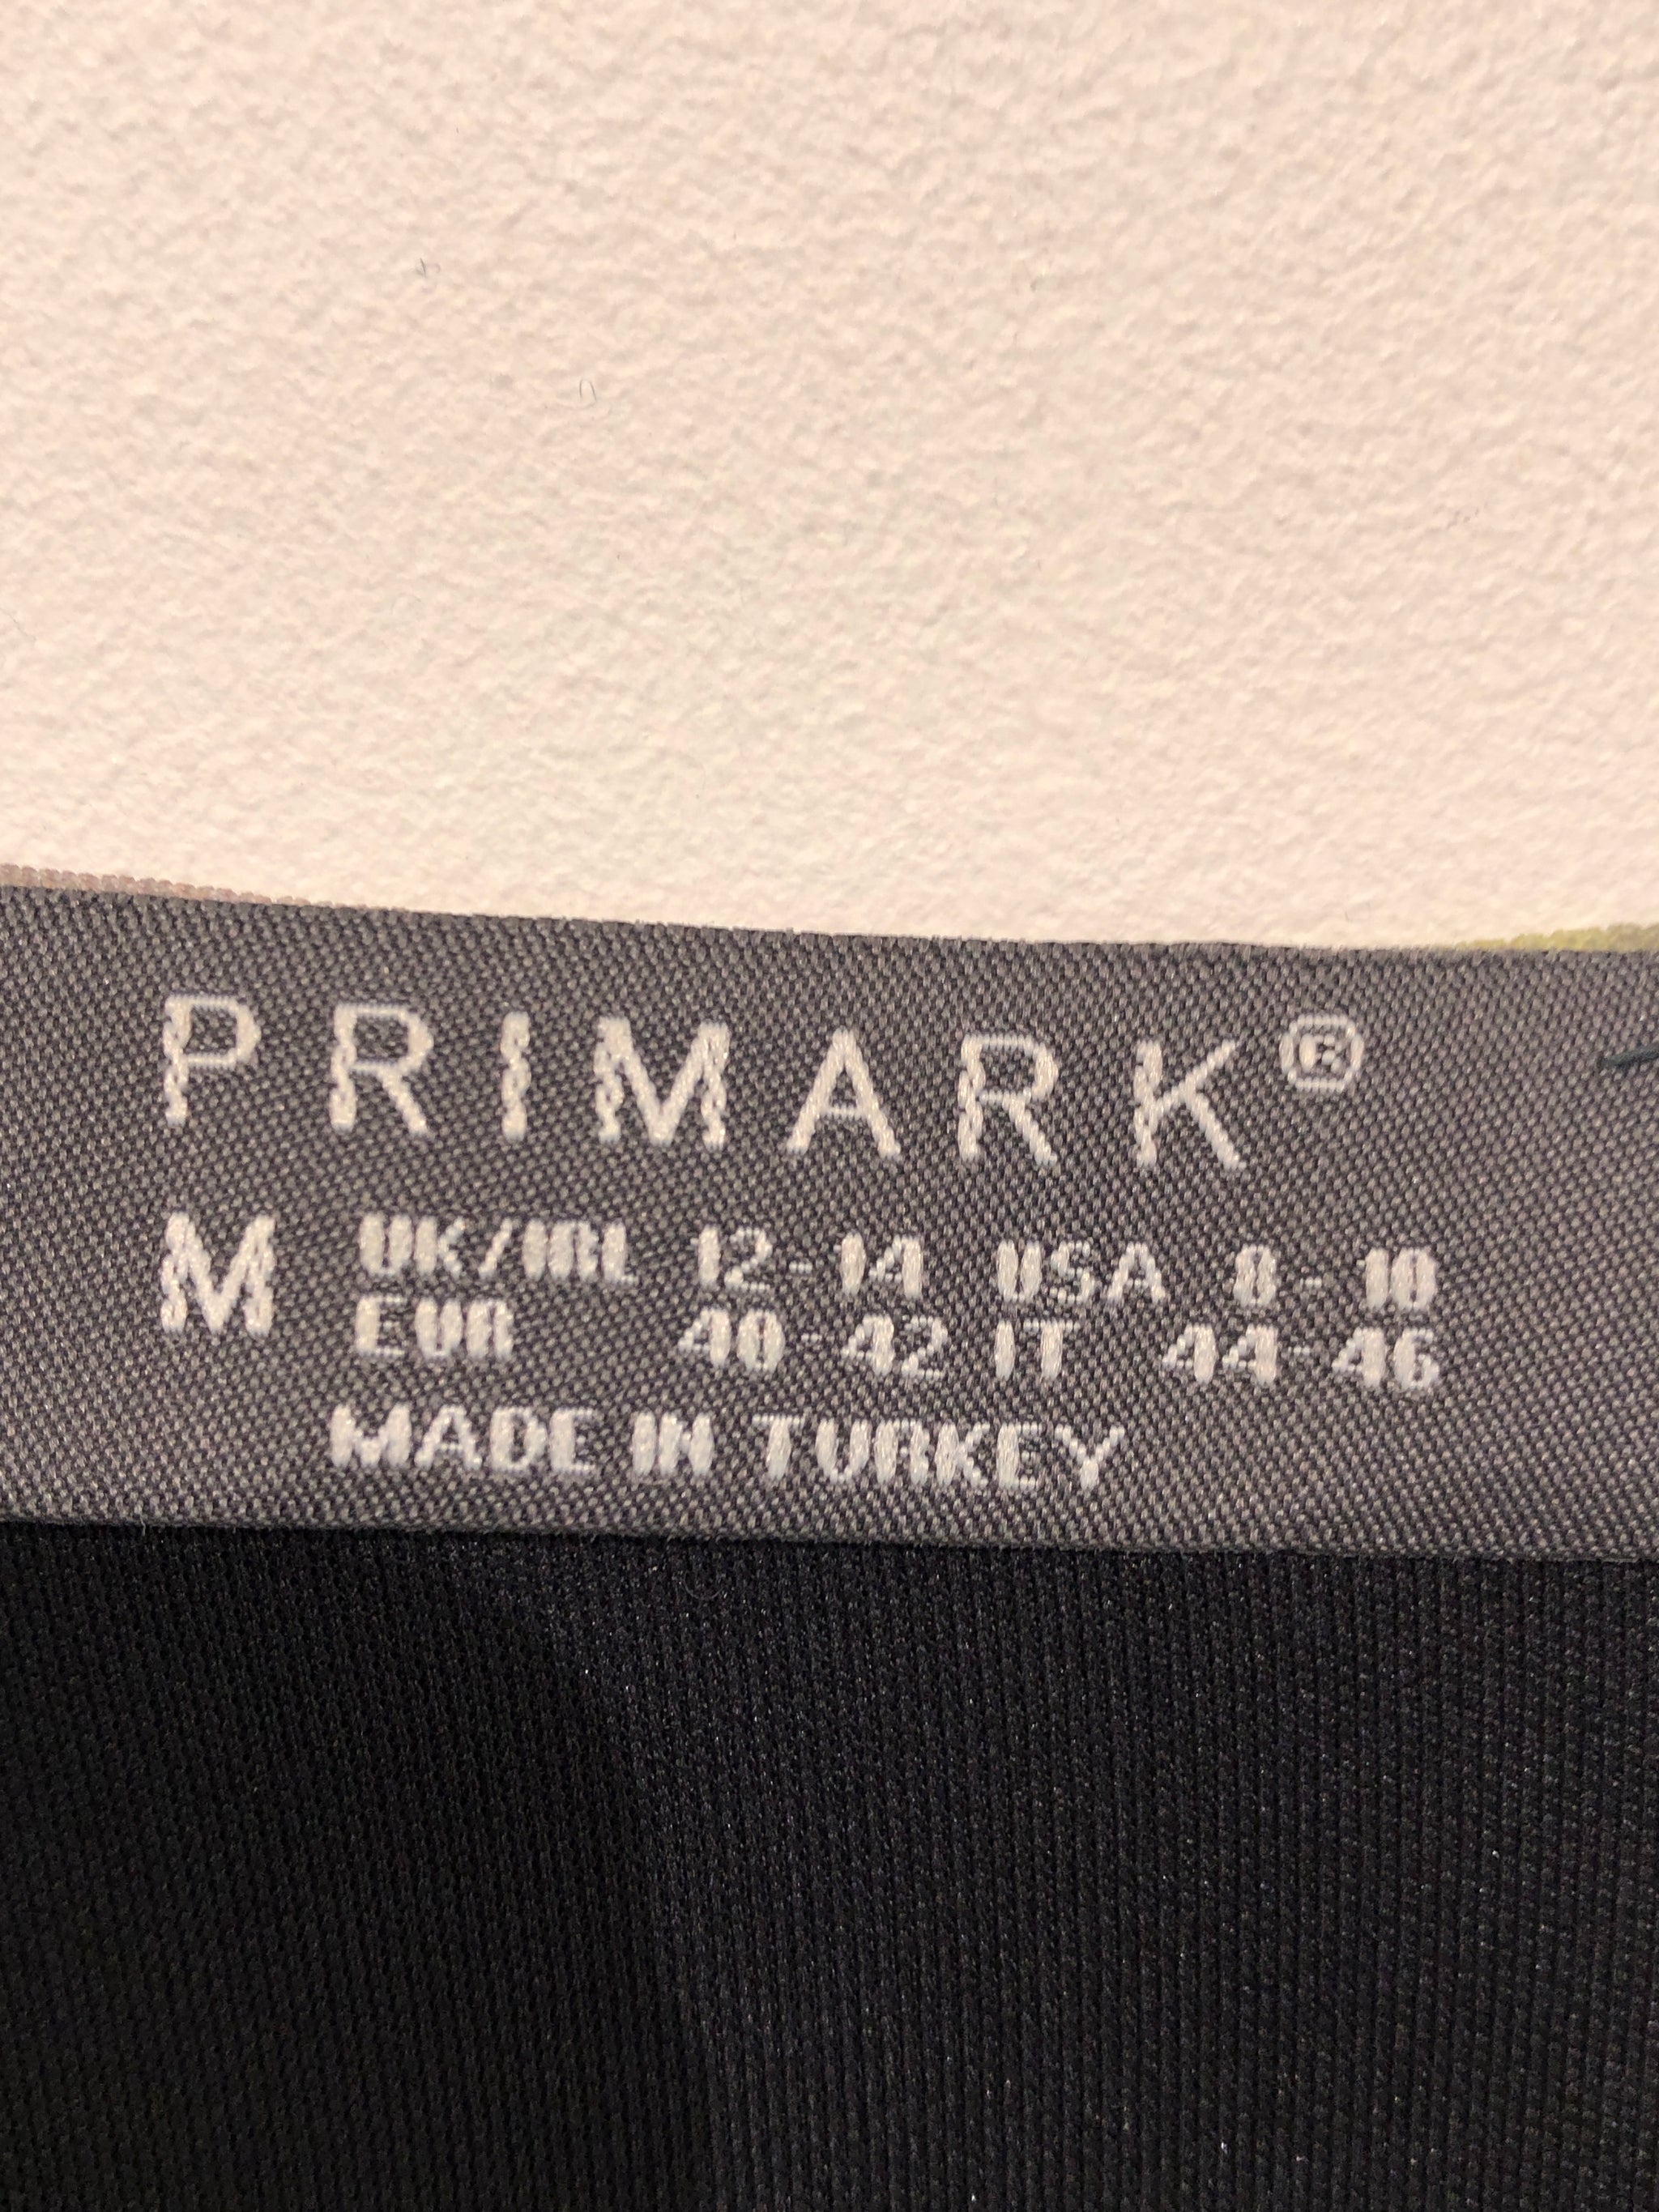 PRIMARK®
M UK/IRL 12-14 USA 8-10
EUR 40-42 IT 44-46
MADE IN TURKEY